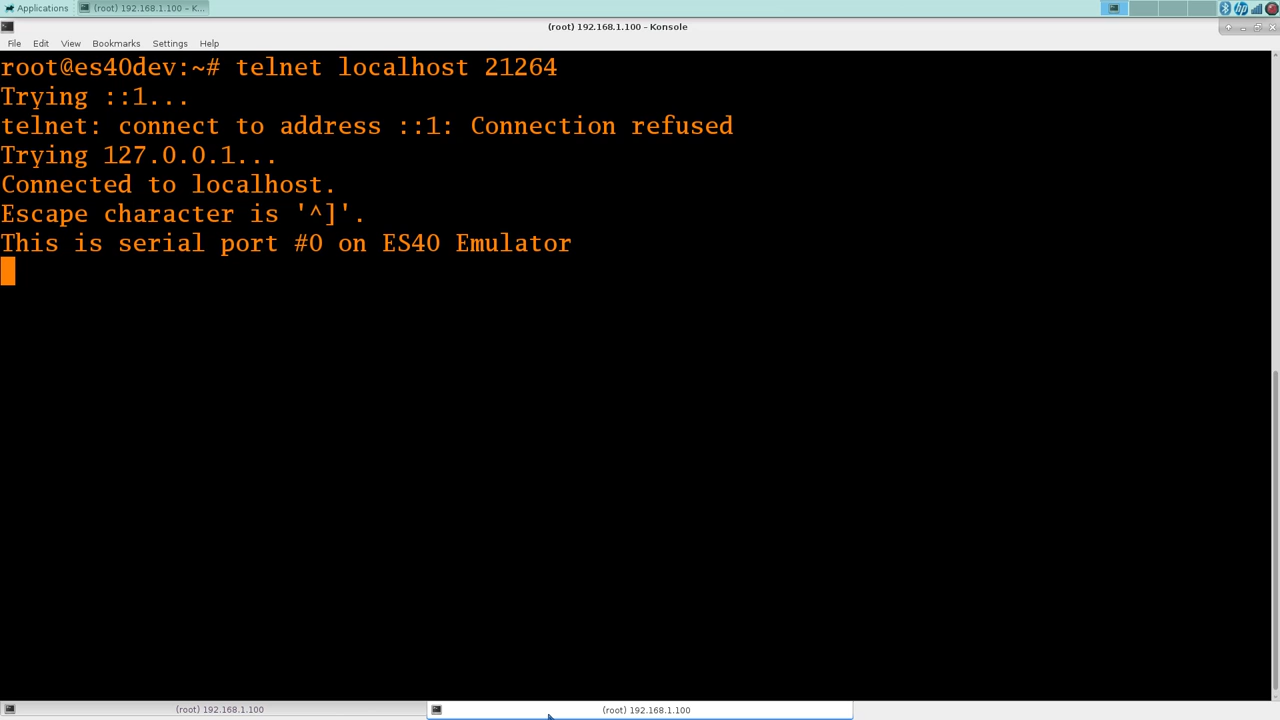 Applications (root) 192.168.1.100 – K...
(root) 192.168.1.100 – Konsole
File Edit View Bookmarks Settings Help
root@es40dev:~# telnet localhost 21264
Trying ::1...
telnet: connect to address ::1: Connection refused
Trying 127.0.0.1...
Connected to localhost.
Escape character is '^]'.
This is serial port #0 on ES40 Emulator
(root) 192.168.1.100 (root) 192.168.1.100